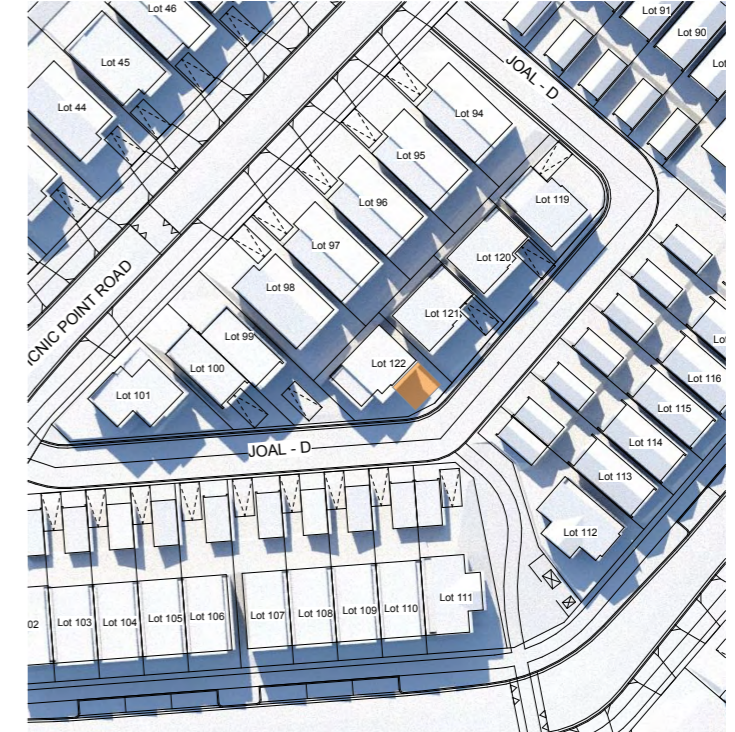 Lot 46
Lot 91
Lot 90
Lot 45
JOAL - D
Lot 44
Lot 94
Lot 95
Lot 96
Lot 119
Lot 97
Lot 120
Lot 98
Lot 121
PICNIC POINT ROAD
Lot 99
Lot 122
Lot 100
Lot 101
Lot 116
Lot 115
Lot 114
JOAL - D
Lot 113
Lot 112
Lot 111
02
Lot 103
Lot 104
Lot 105
Lot 106
Lot 107
Lot 108
Lot 109
Lot 110